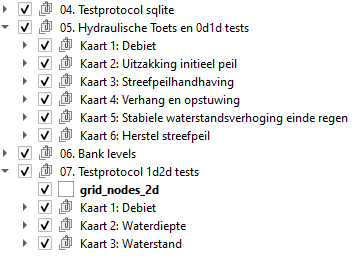 04. Testprotocol sqlite
05. Hydraulische Toets en 0d1d tests
Kaart 1: Debiet
Kaart 2: Uitzakking initieel peil
Kaart 3: Streefpeilhandhaving
Kaart 4: Verhang en opstuwing
Kaart 5: Stabiele waterstandsverhoging einde regen
Kaart 6: Herstel streefpeil
06. Bank levels
07. Testprotocol 1d2d tests
grid_nodes_2d
Kaart 1: Debiet
Kaart 2: Waterdiepte
Kaart 3: Waterstand